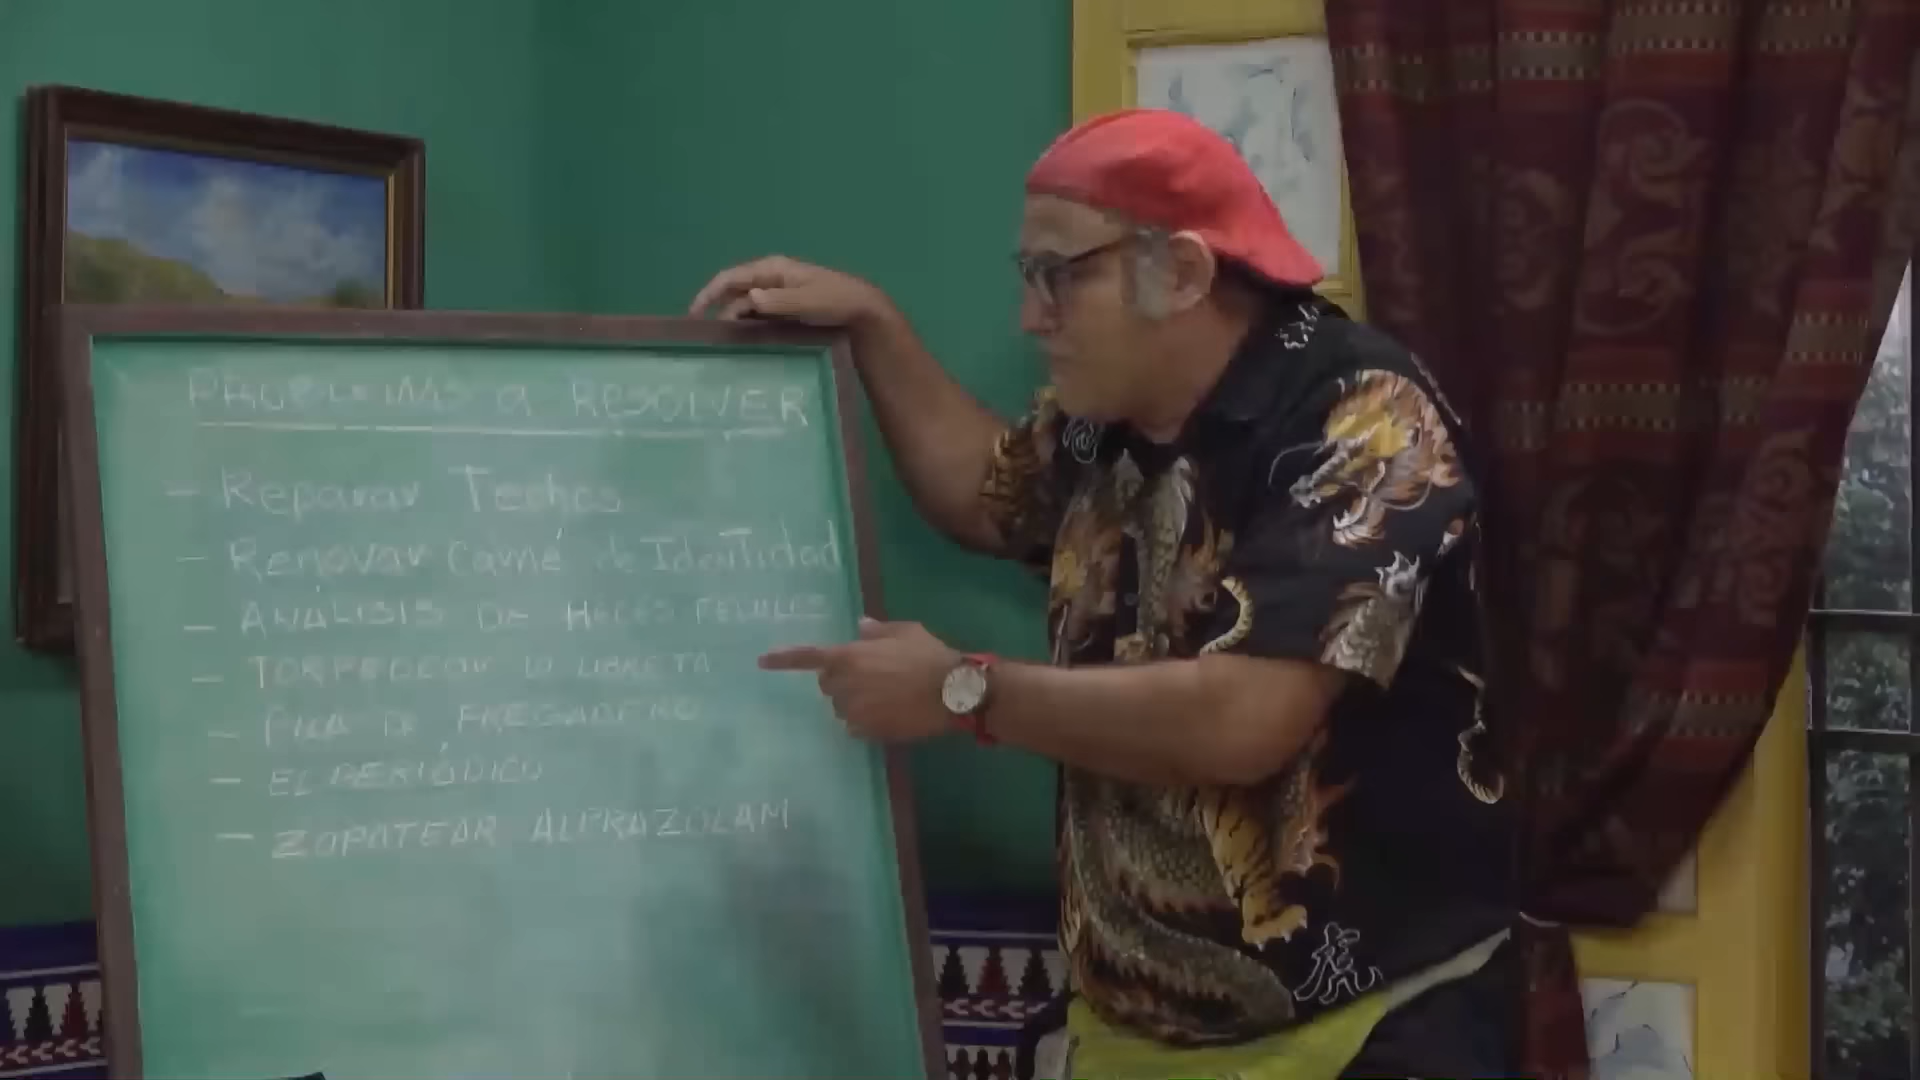 PROBLEMAS a RESOLVER
- Reparar Techos
- Renovar Carné de Identidad
- ANÁLISIS DE HECES FECALES
- TORPEDEAR LA LIBRETA
- PILA DE FREGADERO
- EL PERIÓDICO
- ZAPATEAR ALPRAZOLAM